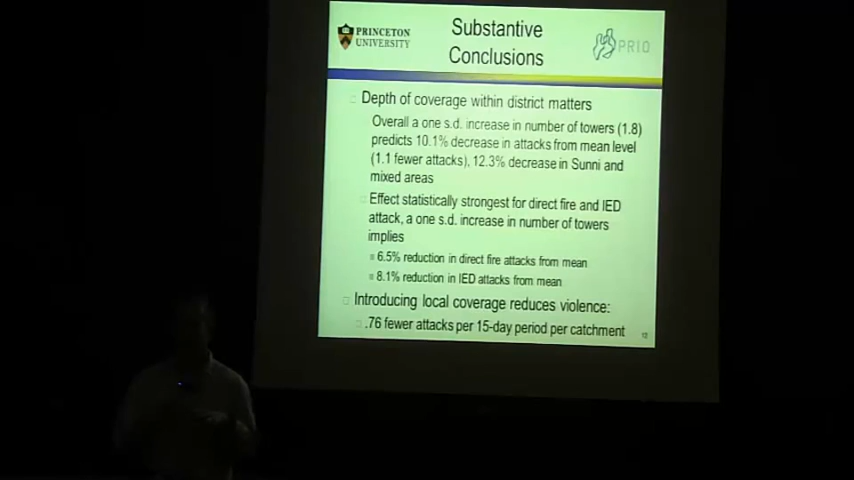 PRINCETON
UNIVERSITY
Substantive
Conclusions
PRIO
Depth of coverage within district matters
Overall a one s.d. increase in number of towers (1.8)
predicts 10.1% decrease in attacks from mean level
(1.1 fewer attacks), 12.3% decrease in Sunni and
mixed areas
Effect statistically strongest for direct fire and IED
attack, a one s.d. increase in number of towers
implies
6.5% reduction in direct fire attacks from mean
8.1% reduction in IED attacks from mean
Introducing local coverage reduces violence:
.76 fewer attacks per 15-day period per catchment